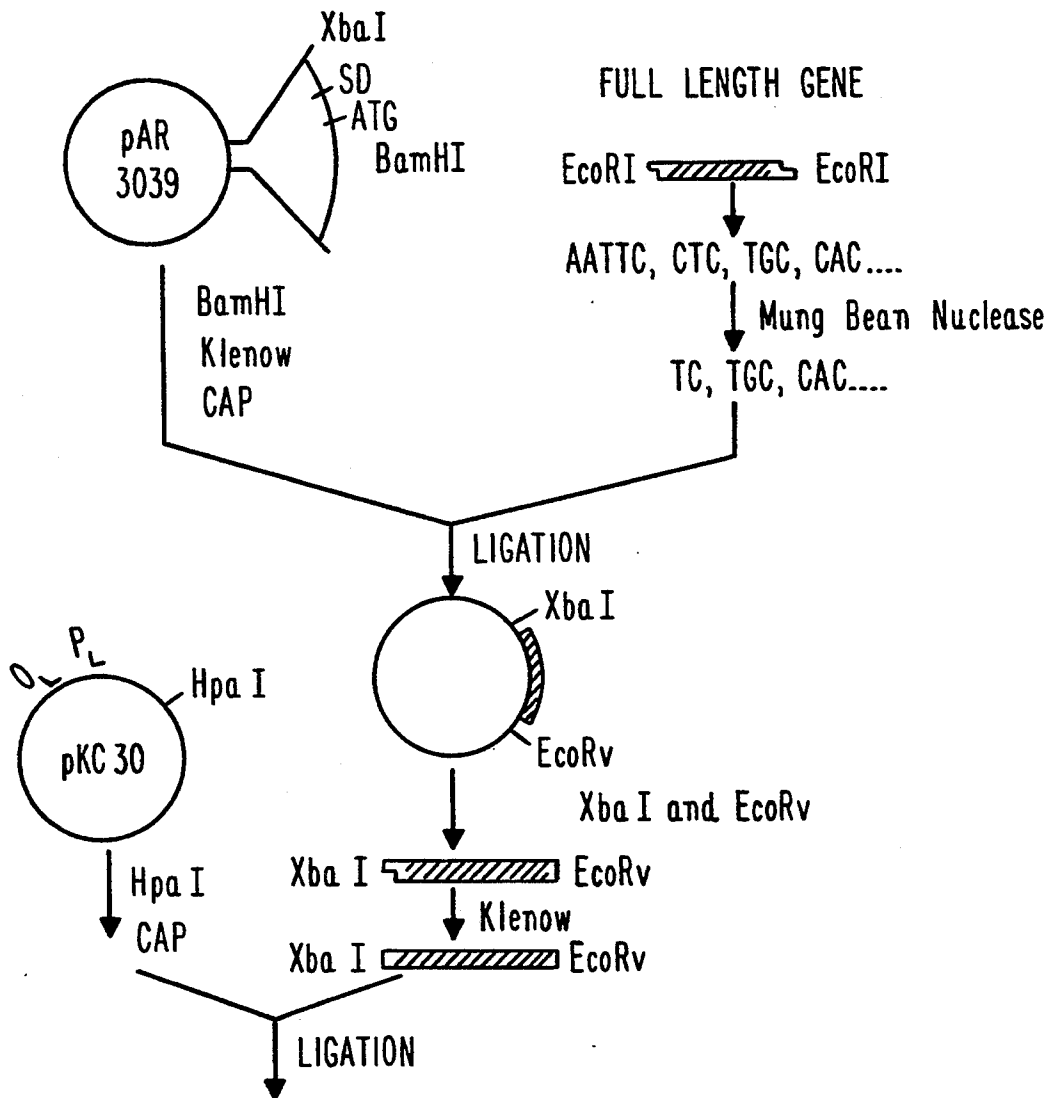 XbaI
SD
ATG
BamHI
pAR
3039
FULL LENGTH GENE
EcoRI
EcoRI
AATTC, CTC, TGC, CAC....
Mung Bean Nuclease
TC, TGC, CAC....
BamHI
Klenow
CAP
LIGATION
Xba I
EcoRv
OL PL
Hpa I
pKC 30
Xba I and EcoRv
Xba I EcoRv
Klenow
Xba I EcoRv
Hpa I
CAP
LIGATION